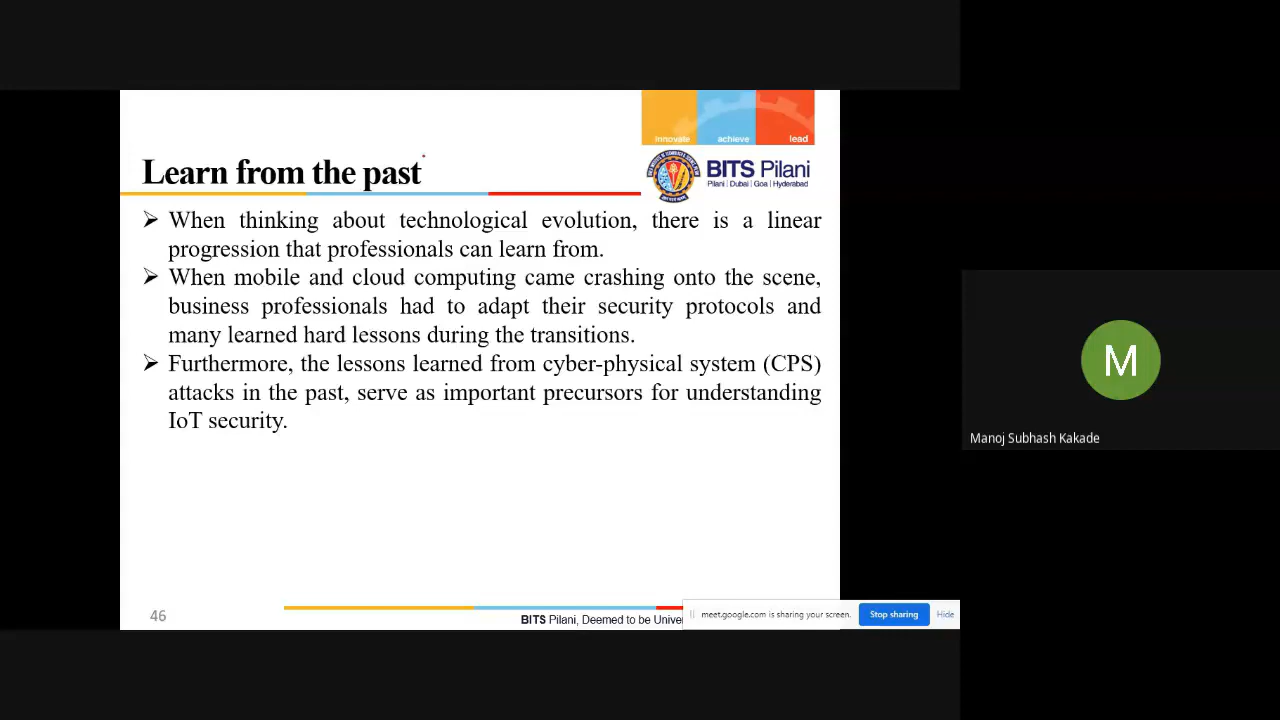 innovate achieve lead
BITS Pilani
Pilani | Dubai | Goa | Hyderabad
Learn from the past
➢ When thinking about technological evolution, there is a linear
progression that professionals can learn from.
➢ When mobile and cloud computing came crashing onto the scene,
business professionals had to adapt their security protocols and
many learned hard lessons during the transitions.
➢ Furthermore, the lessons learned from cyber-physical system (CPS)
attacks in the past, serve as important precursors for understanding
IoT security.
46
BITS Pilani, Deemed to be Univer
meet.google.com is sharing your screen. Stop sharing Hide
M
Manoj Subhash Kakade